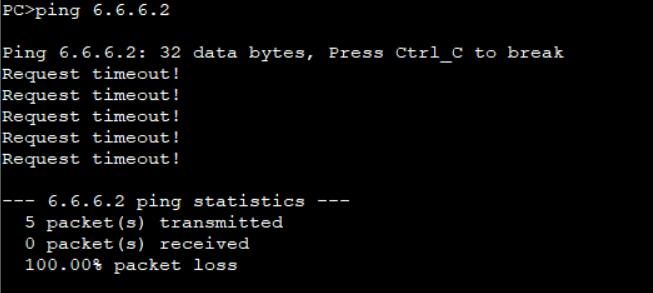 PC>ping 6.6.6.2
Ping 6.6.6.2: 32 data bytes, Press Ctrl_C to break
Request timeout!
Request timeout!
Request timeout!
Request timeout!
Request timeout!
--- 6.6.6.2 ping statistics ---
5 packet(s) transmitted
0 packet(s) received
100.00% packet loss